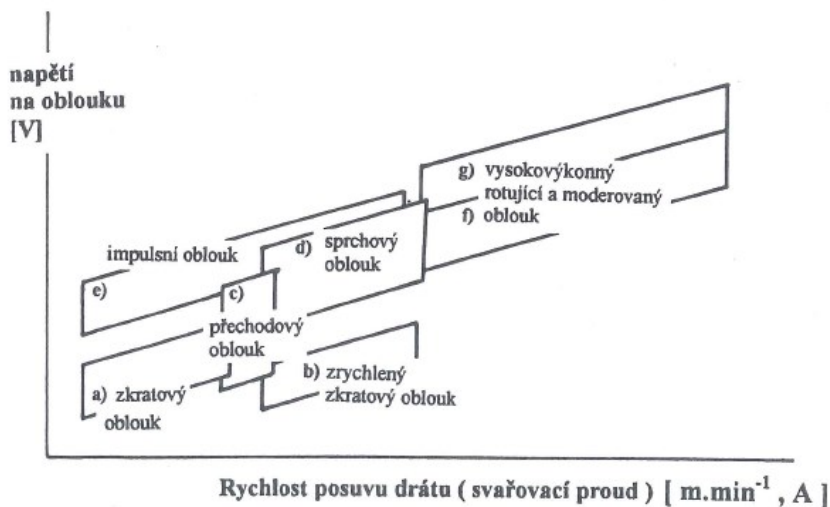 napětí
na oblouku
[V]
g) vysokovýkonný
rotující a moderovaný
f) oblouk
impulsní oblouk
d) sprchový
oblouk
e)
c)
přechodový
oblouk
b) zrychlený
zkratový oblouk
a) zkratový
oblouk
Rychlost posuvu drátu ( svařovací proud ) [ m.min-1 , A ]